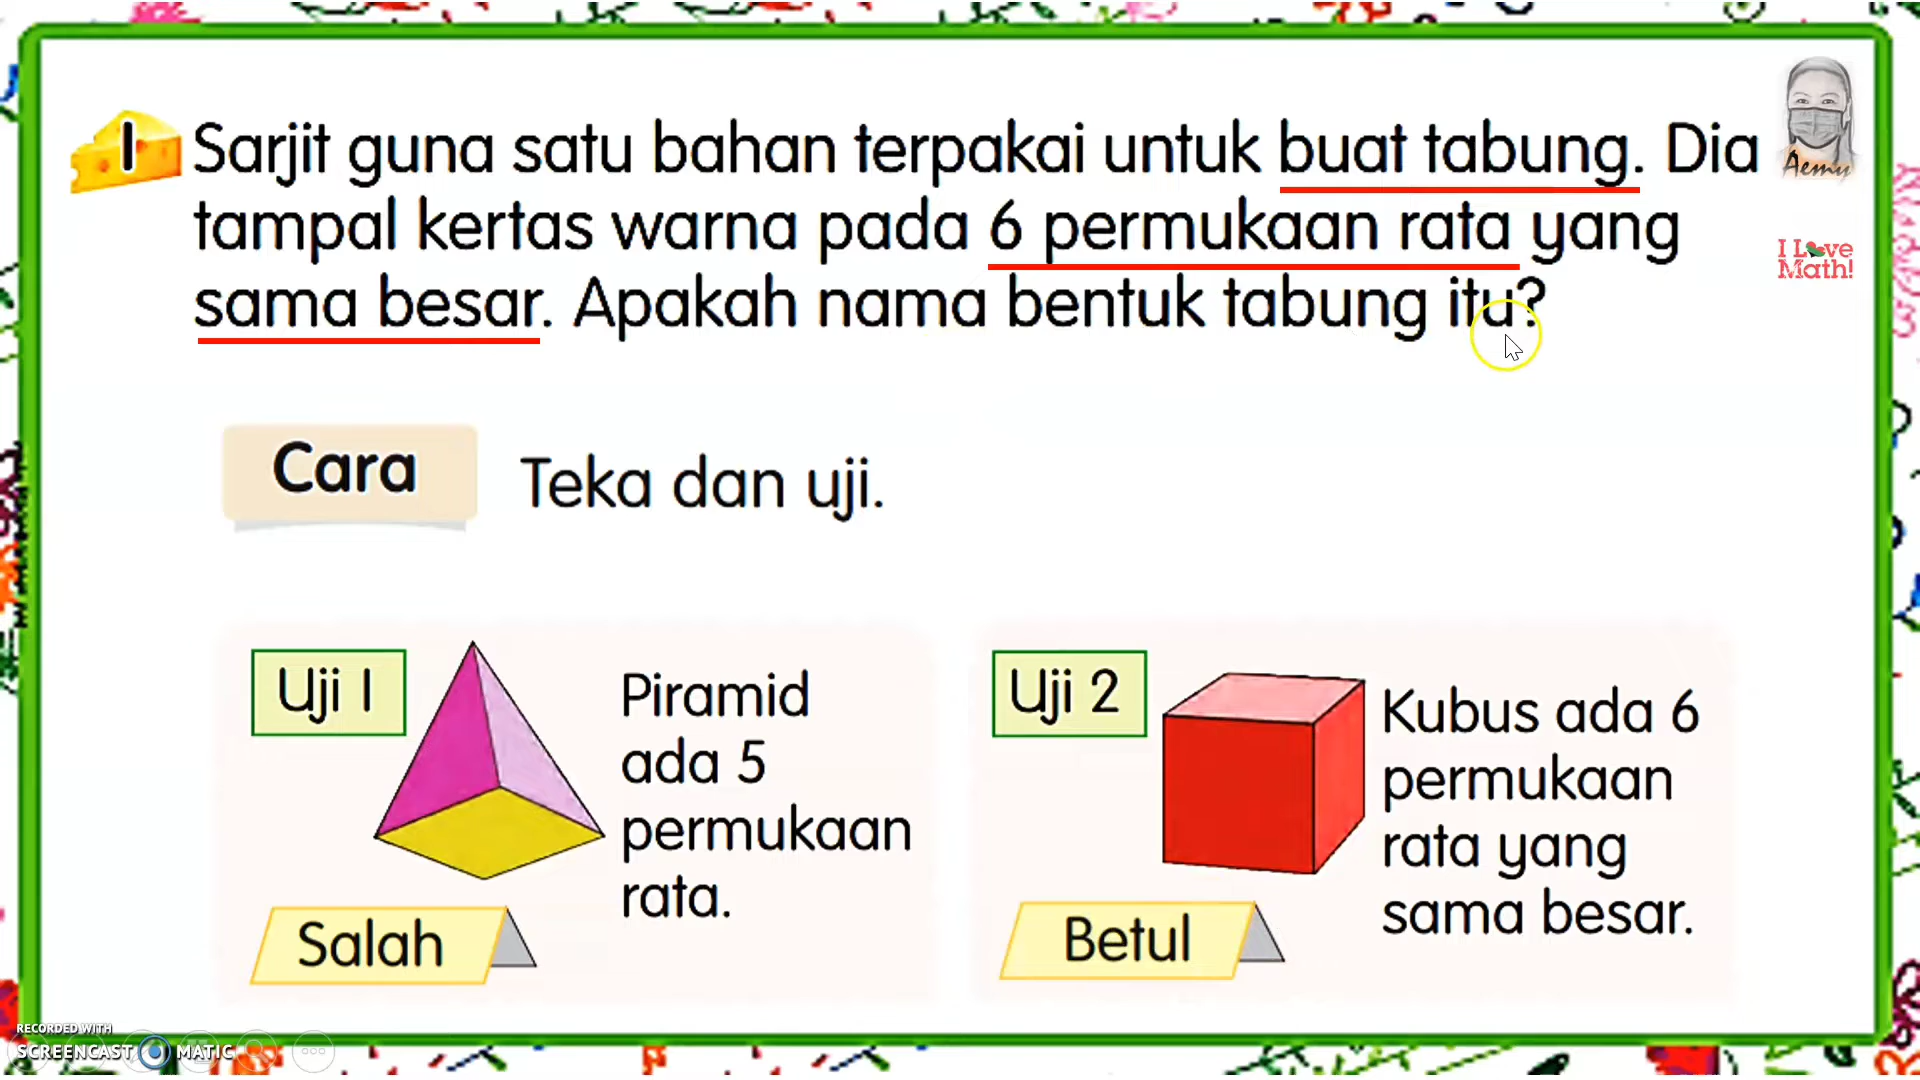 1
Sarjit guna satu bahan terpakai untuk buat tabung. Dia
tampal kertas warna pada 6 permukaan rata yang
sama besar. Apakah nama bentuk tabung itu?
Aemy
I Love
Math!
Cara
Teka dan uji.
Uji 1
Piramid
ada 5
permukaan
rata.
Salah
Uji 2
Kubus ada 6
permukaan
rata yang
sama besar.
Betul
RECORDED WITH
SCREENCAST MATIC